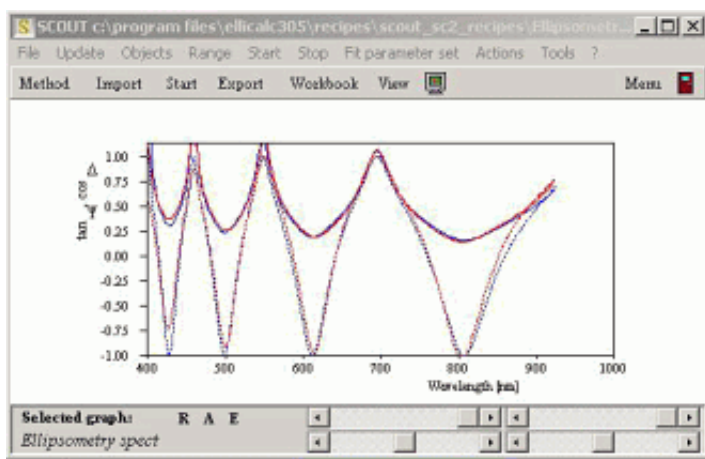 SCOUT c:\program files\ellicalc305\recipes\scout_sc2_recipes\Ellipsometr...
File Update Objects Range Start Stop Fit parameter set Actions Tools ?
Method Import Start Export Workbook View Menu
tan Ψ cos Δ
1.00
0.75
0.50
0.25
0.00
-0.25
-0.50
-0.75
-1.00
400 500 600 700 800 900 1000
Wavelength [nm]
Selected graph: R A E
Ellipsometry spect